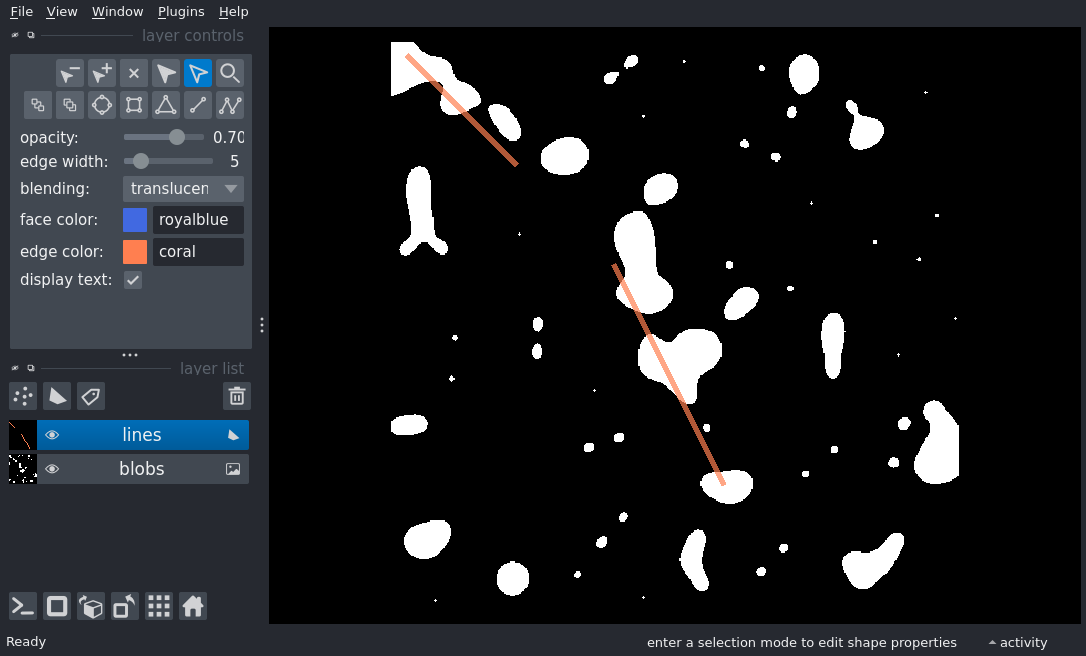 File View Window Plugins Help
layer controls
opacity: 0.70
edge width: 5
blending: translucen
face color: royalblue
edge color: coral
display text:
layer list
lines
blobs
Ready enter a selection mode to edit shape properties activity